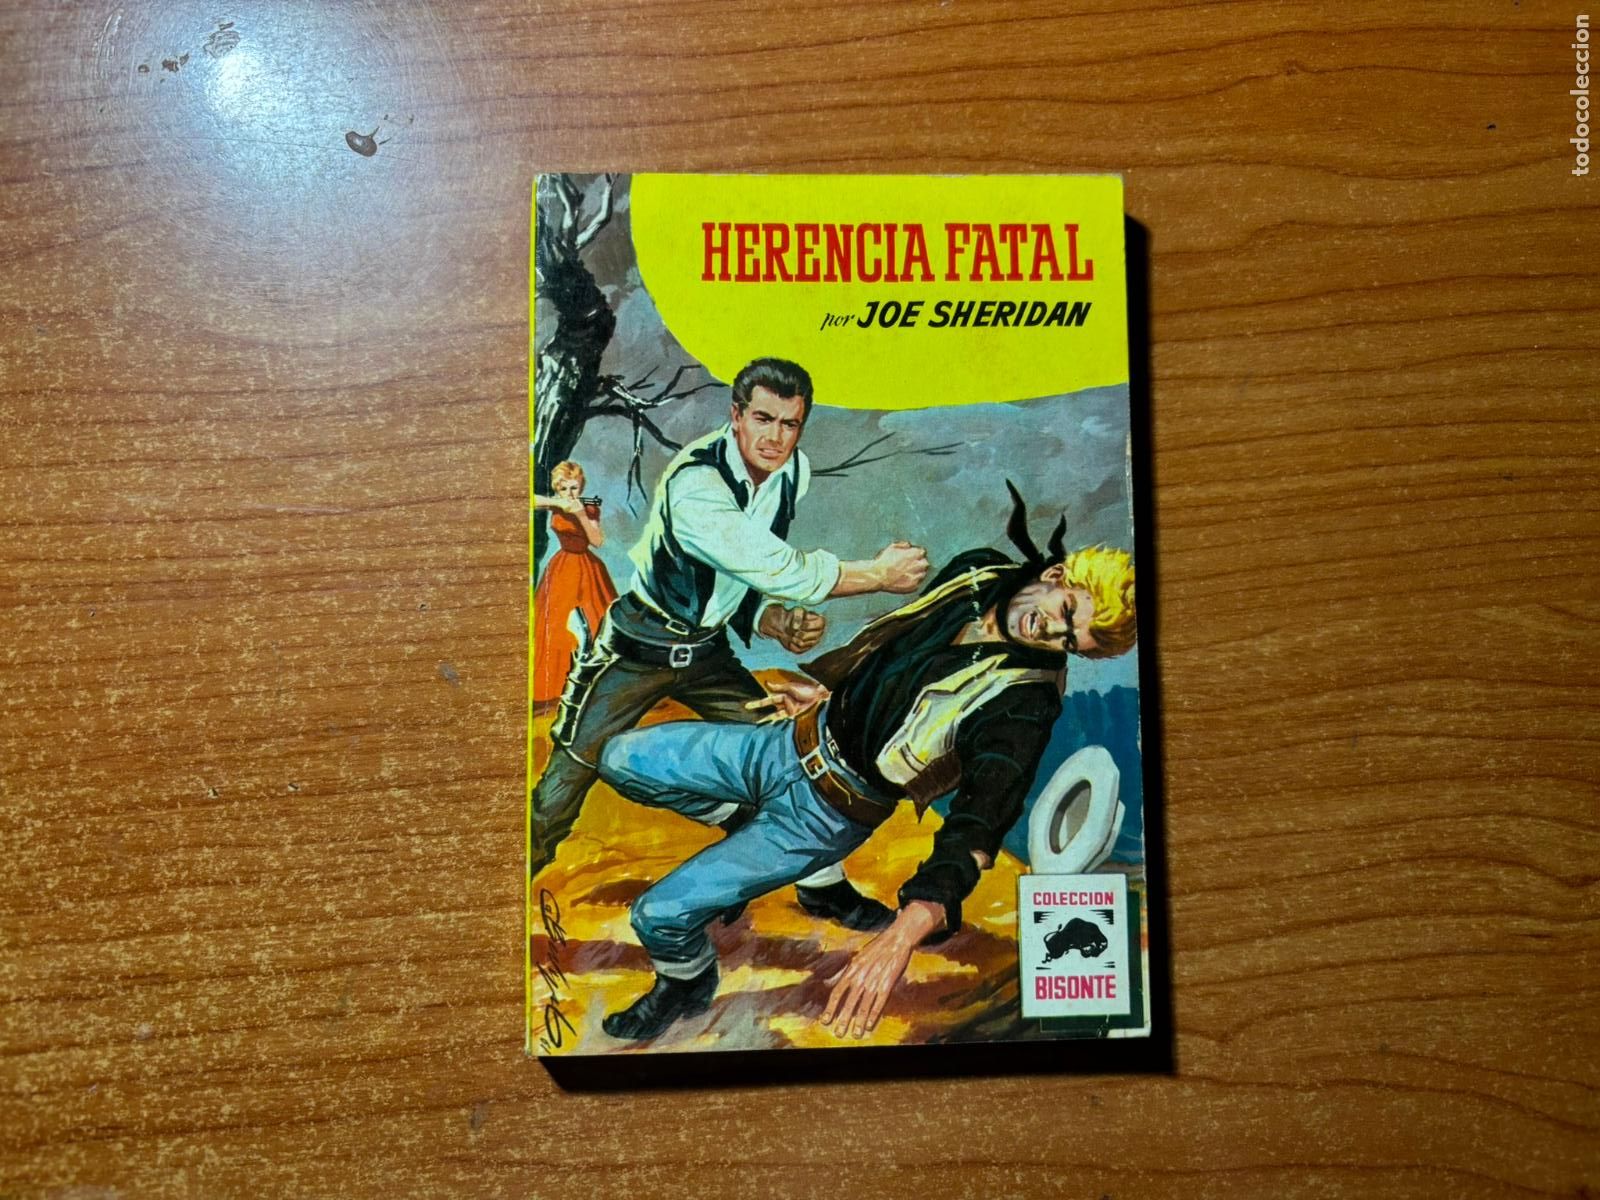 HERENCIA FATAL
por JOE SHERIDAN
COLECCION
BISONTE
todocoleccion